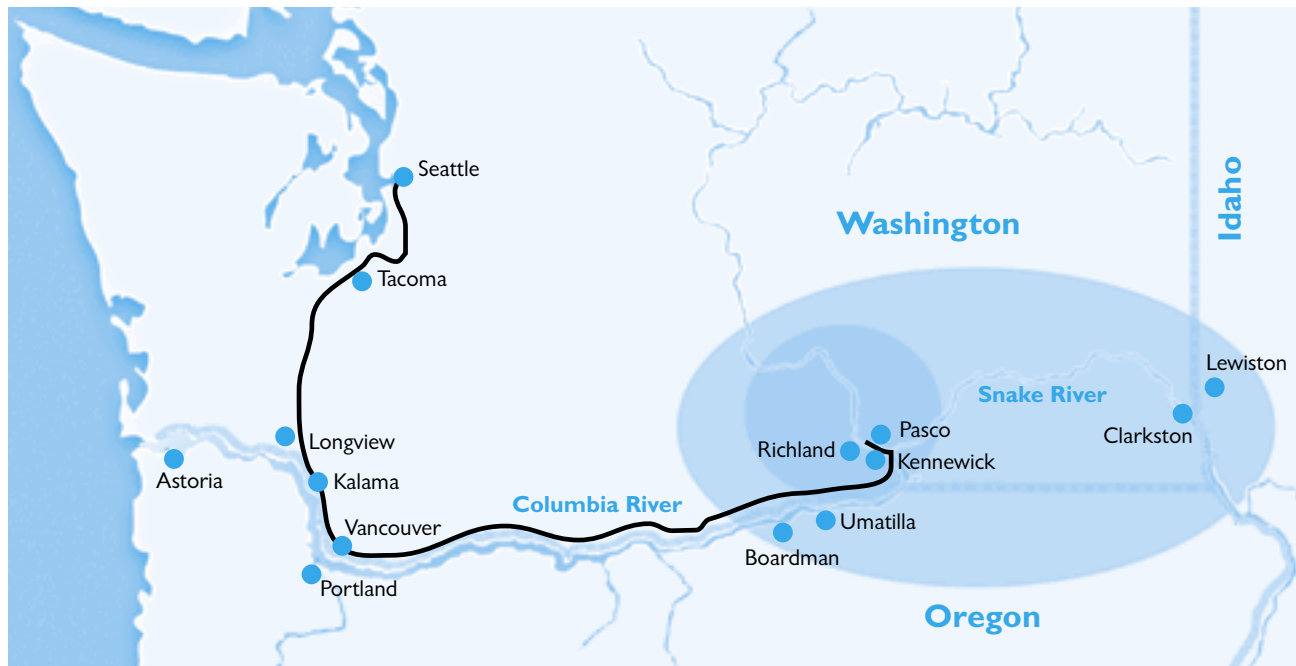 Seattle
Washington
Idaho
Tacoma
Lewiston
Snake River
Pasco
Clarkston
Longview
Richland
Kennewick
Astoria
Kalama
Columbia River
Umatilla
Vancouver
Boardman
Portland
Oregon